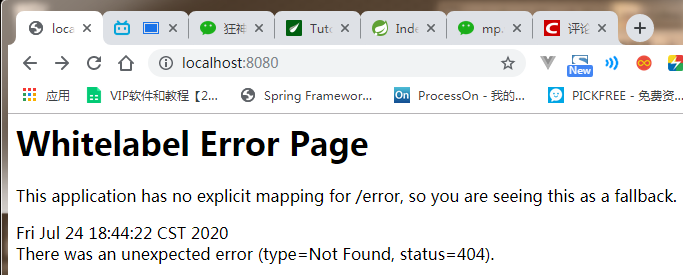 loca
狂神
Tuto
Inde
mp.
评论
localhost:8080
New
应用
VIP软件和教程【2...
Spring Framewor...
On
ProcessOn - 我的...
PICKFREE - 免费资...
Whitelabel Error Page
This application has no explicit mapping for /error, so you are seeing this as a fallback.
Fri Jul 24 18:44:22 CST 2020
There was an unexpected error (type=Not Found, status=404).